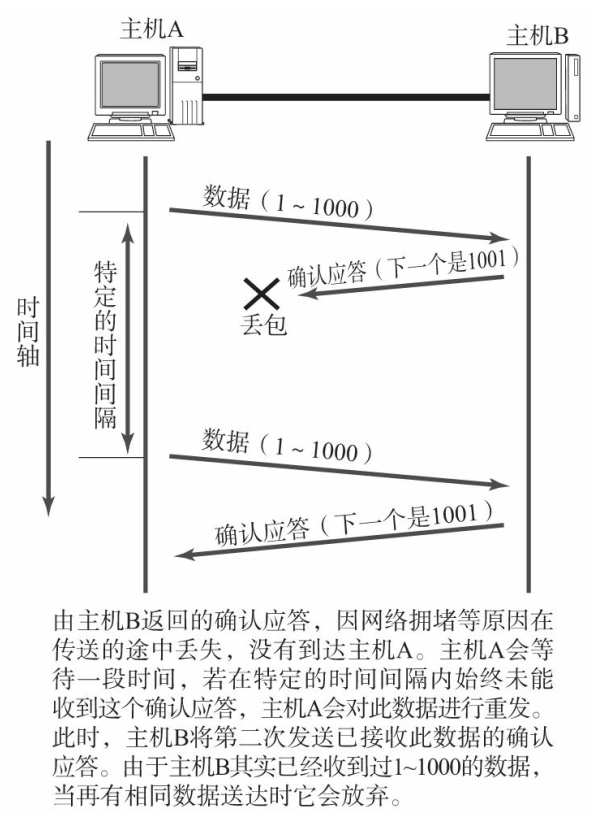 主机A
主机B
数据（1~1000）
确认应答（下一个是1001）
丢包
特定的时间间隔
时间轴
数据（1~1000）
确认应答（下一个是1001）
由主机B返回的确认应答，因网络拥堵等原因在
传送的途中丢失，没有到达主机A。主机A会等
待一段时间，若在特定的时间间隔内始终未能
收到这个确认应答，主机A会对此数据进行重发。
此时，主机B将第二次发送已接收此数据的确认
应答。由于主机B其实已经收到过1~1000的数据，
当再有相同数据送达时它会放弃。